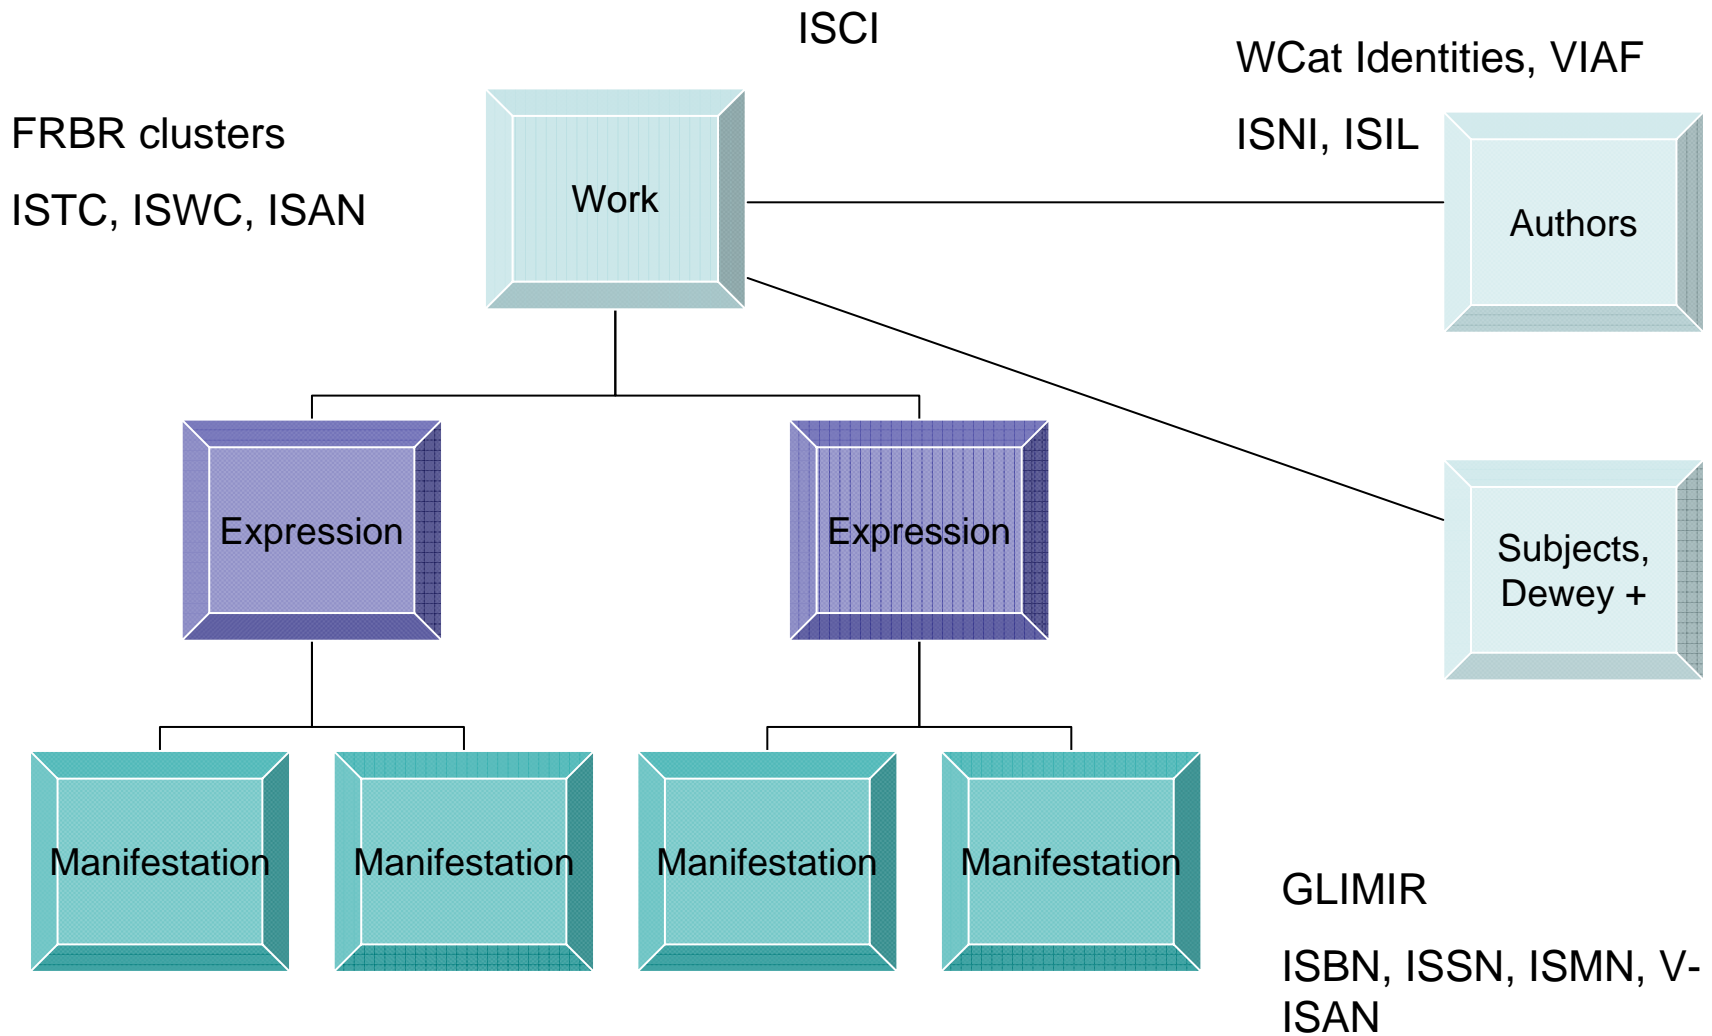 ISCI
WCat Identities, VIAF
ISNI, ISIL
FRBR clusters
ISTC, ISWC, ISAN
Work
Authors
Expression
Expression
Subjects,
Dewey +
Manifestation
Manifestation
Manifestation
Manifestation
GLIMIR
ISBN, ISSN, ISMN, V-
ISAN